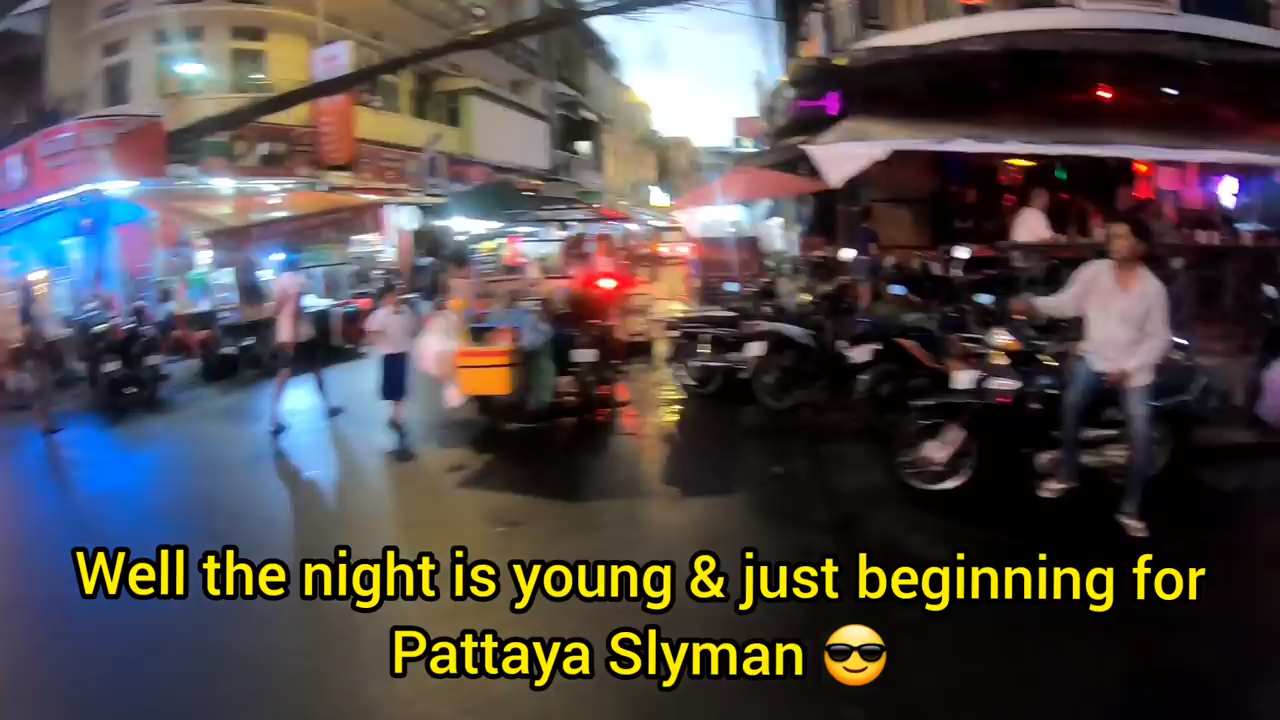 Well the night is young & just beginning for
Pattaya Slyman 😎